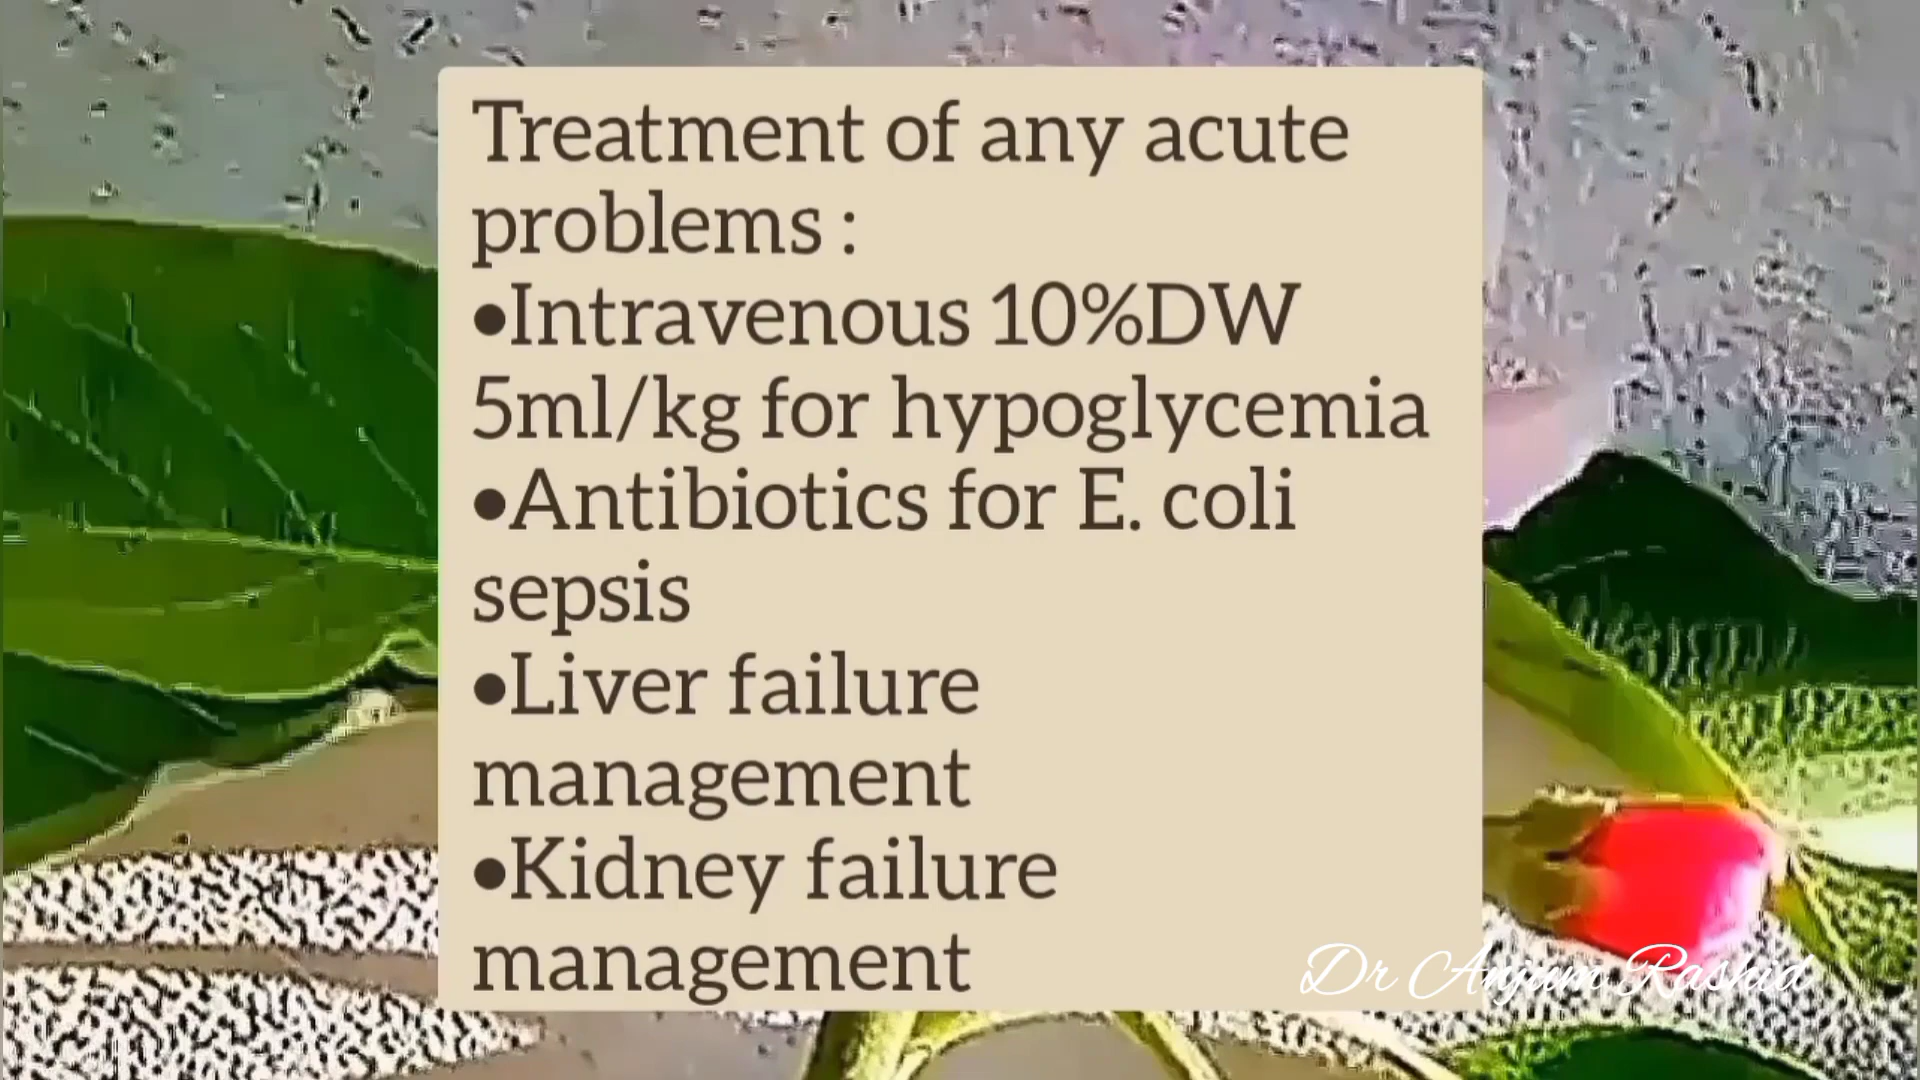 Treatment of any acute
problems :
•Intravenous 10%DW
5ml/kg for hypoglycemia
•Antibiotics for E. coli
sepsis
•Liver failure
management
•Kidney failure
management
Dr Anjum Rashid